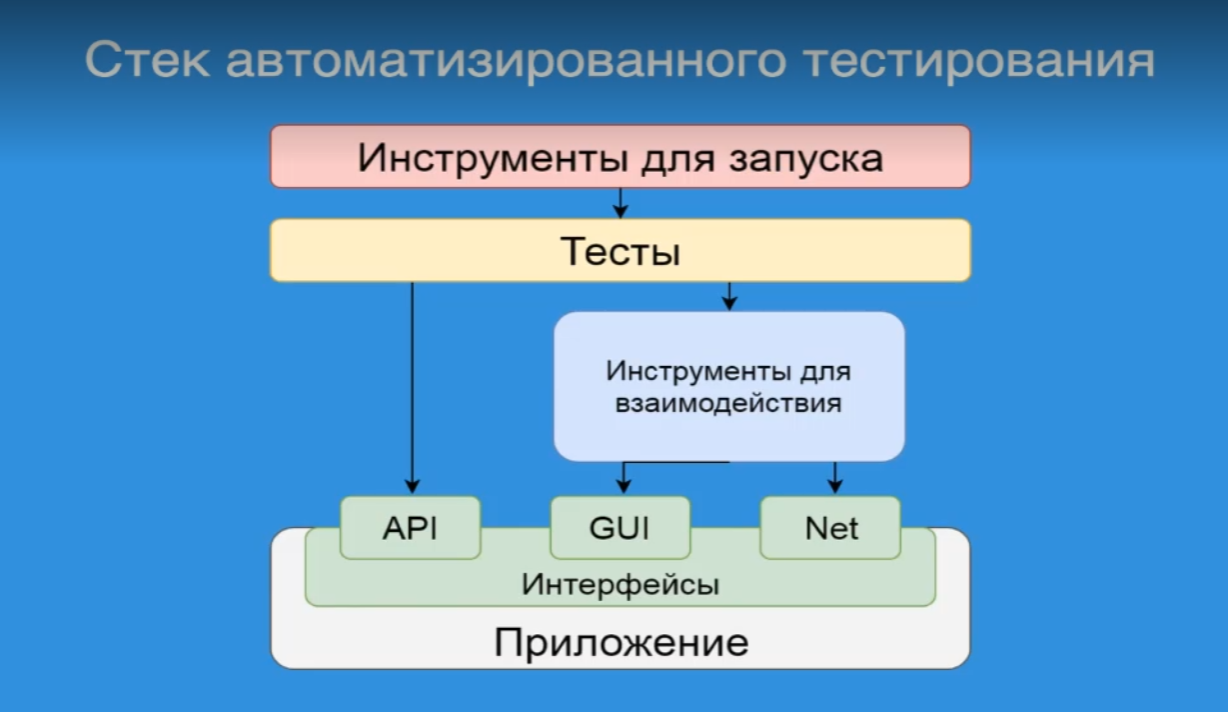 Стек автоматизированного тестирования
Инструменты для запуска
Тесты
Инструменты для
взаимодействия
API
GUI
Net
Интерфейсы
Приложение